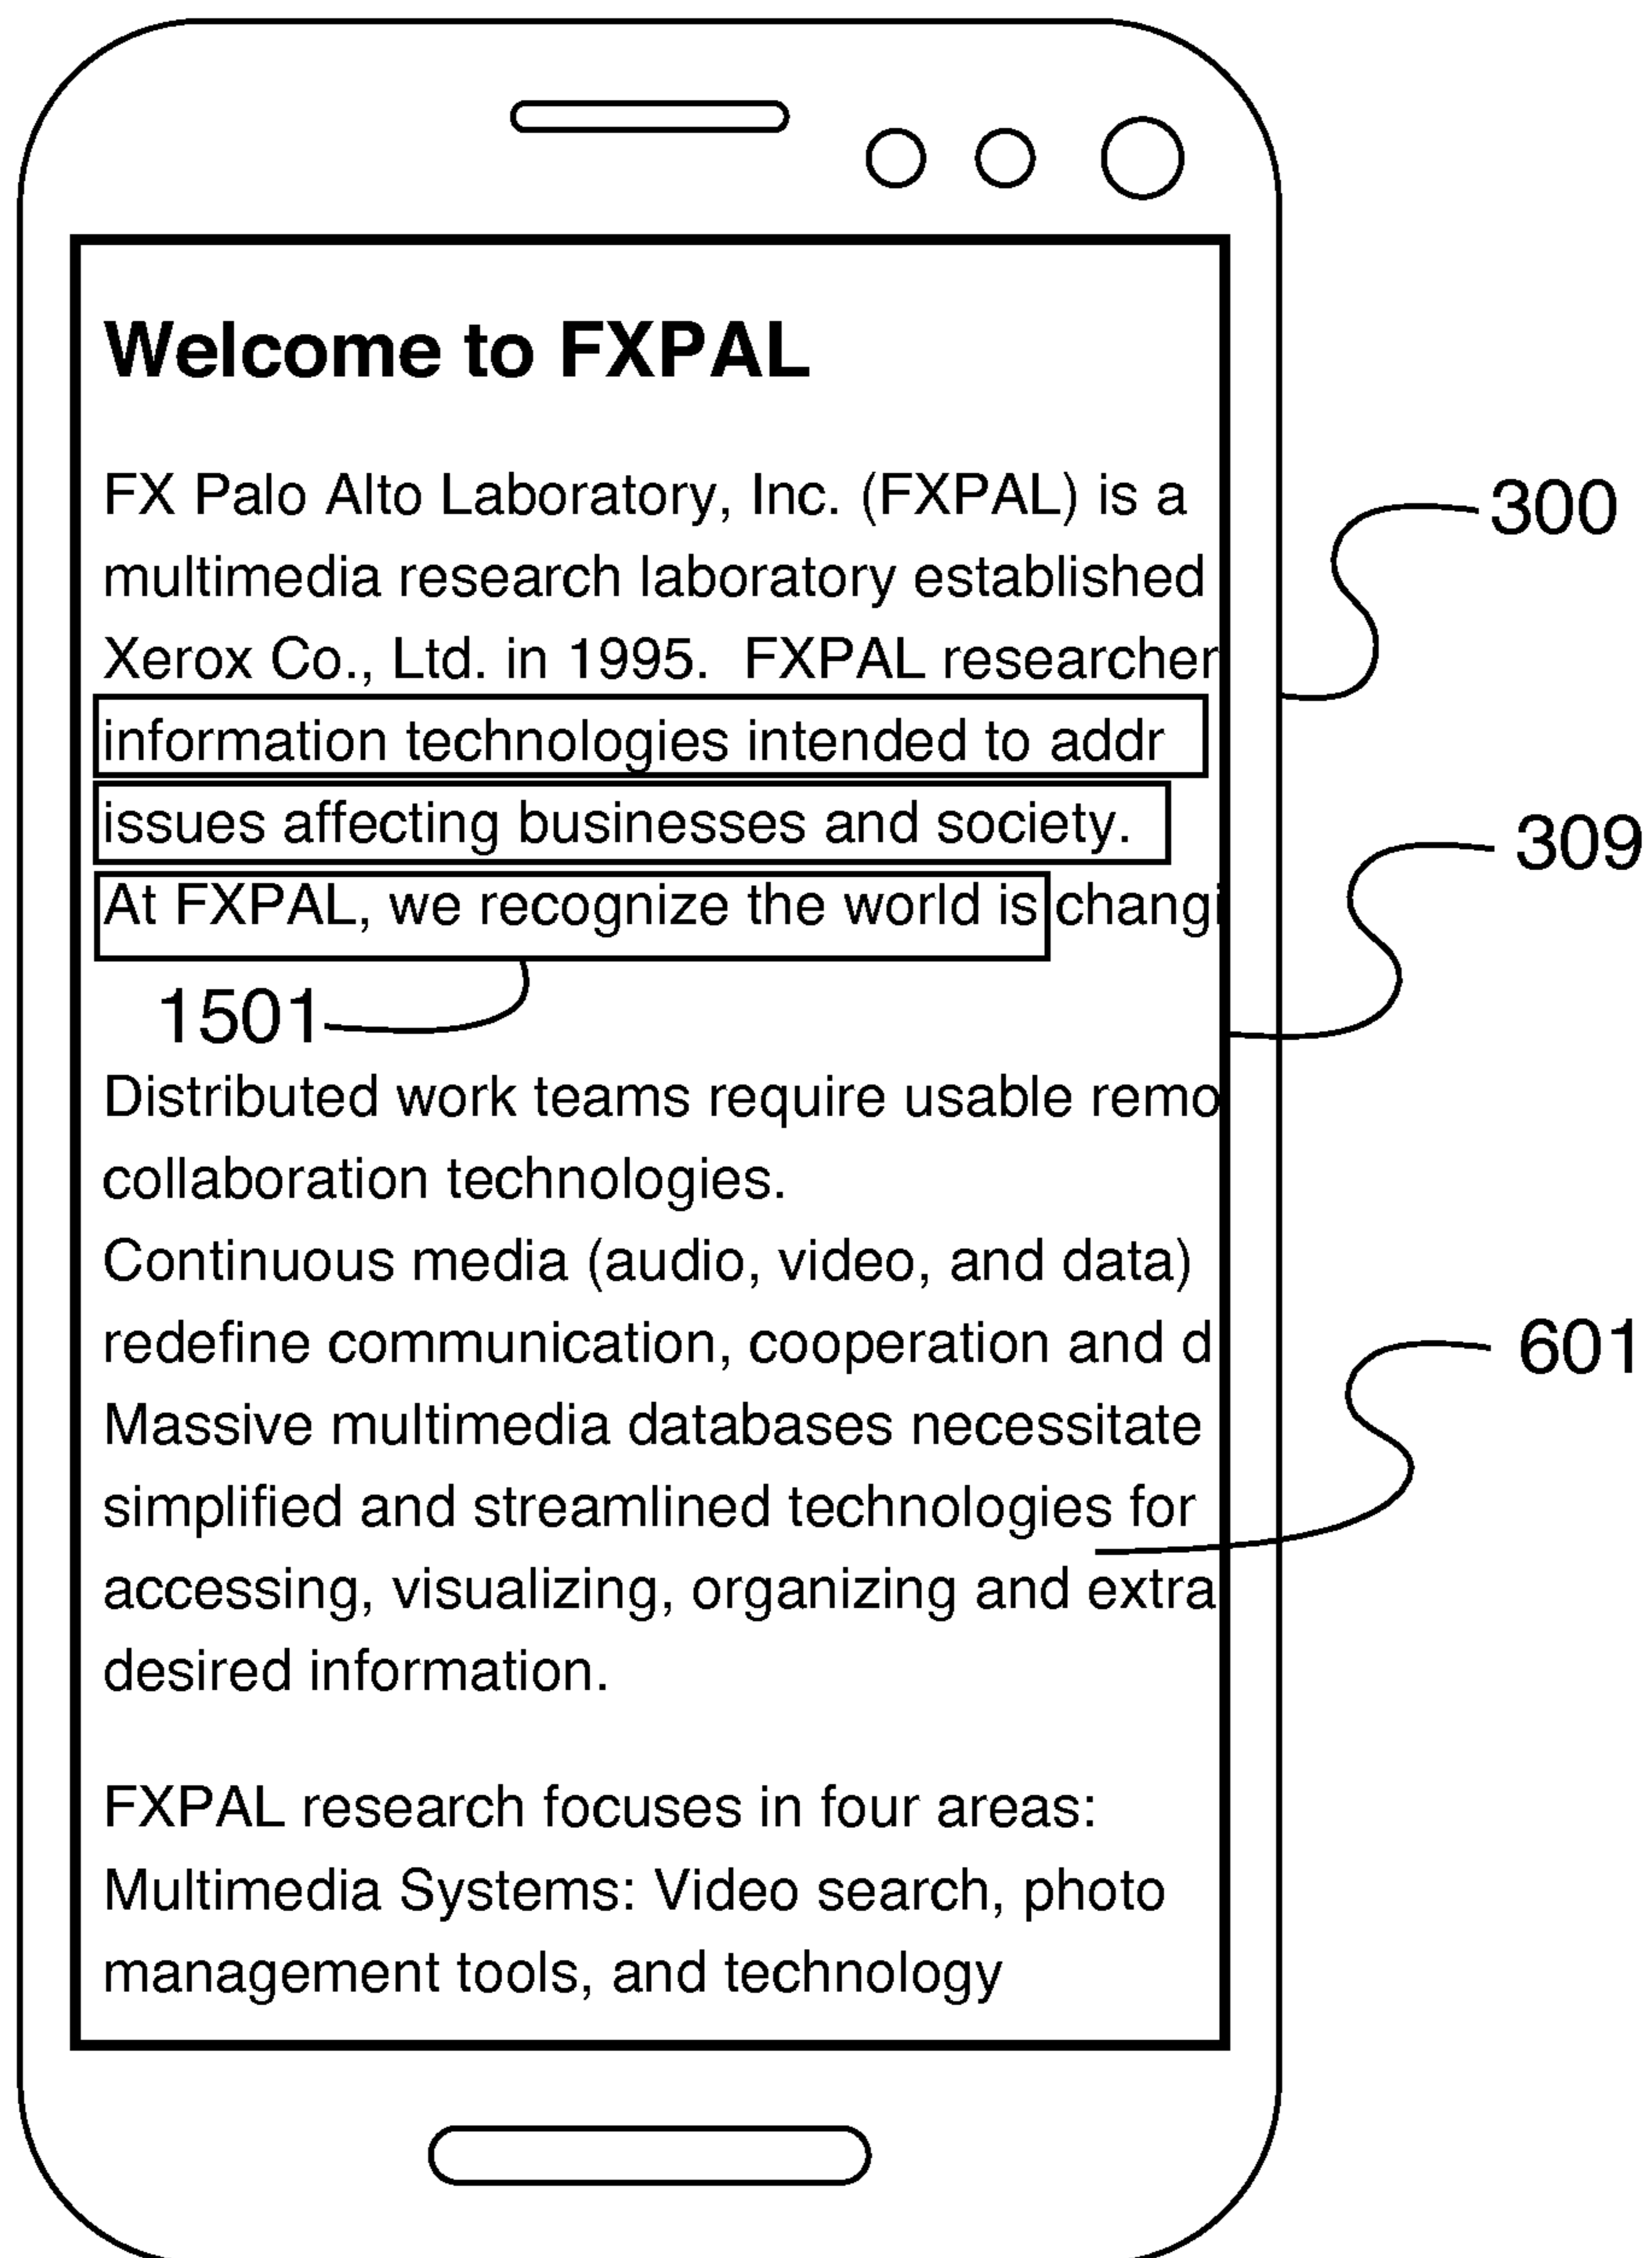 Welcome to FXPAL
FX Palo Alto Laboratory, Inc. (FXPAL) is a
multimedia research laboratory established
Xerox Co., Ltd. in 1995. FXPAL researcher
information technologies intended to addr
issues affecting businesses and society.
At FXPAL, we recognize the world is changi
Distributed work teams require usable remo
collaboration technologies.
Continuous media (audio, video, and data)
redefine communication, cooperation and d
Massive multimedia databases necessitate
simplified and streamlined technologies for
accessing, visualizing, organizing and extra
desired information.
FXPAL research focuses in four areas:
Multimedia Systems: Video search, photo
management tools, and technology
300
309
1501
601